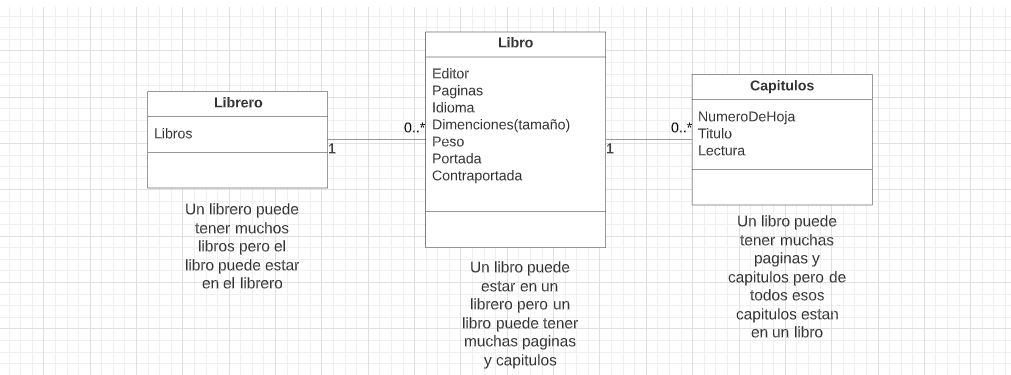 Librero
Libros
1
Un librero puede
tener muchos
libros pero el
libro puede estar
en el librero
0..*
Libro
Editor
Paginas
Idioma
Dimenciones(tamaño)
Peso
Portada
Contraportada
1
Un libro puede
estar en un
librero pero un
libro puede tener
muchas paginas
y capitulos
0..*
Capitulos
NumeroDeHoja
Titulo
Lectura
Un libro puede
tener muchas
paginas y
capitulos pero de
todos esos
capitulos estan
en un libro